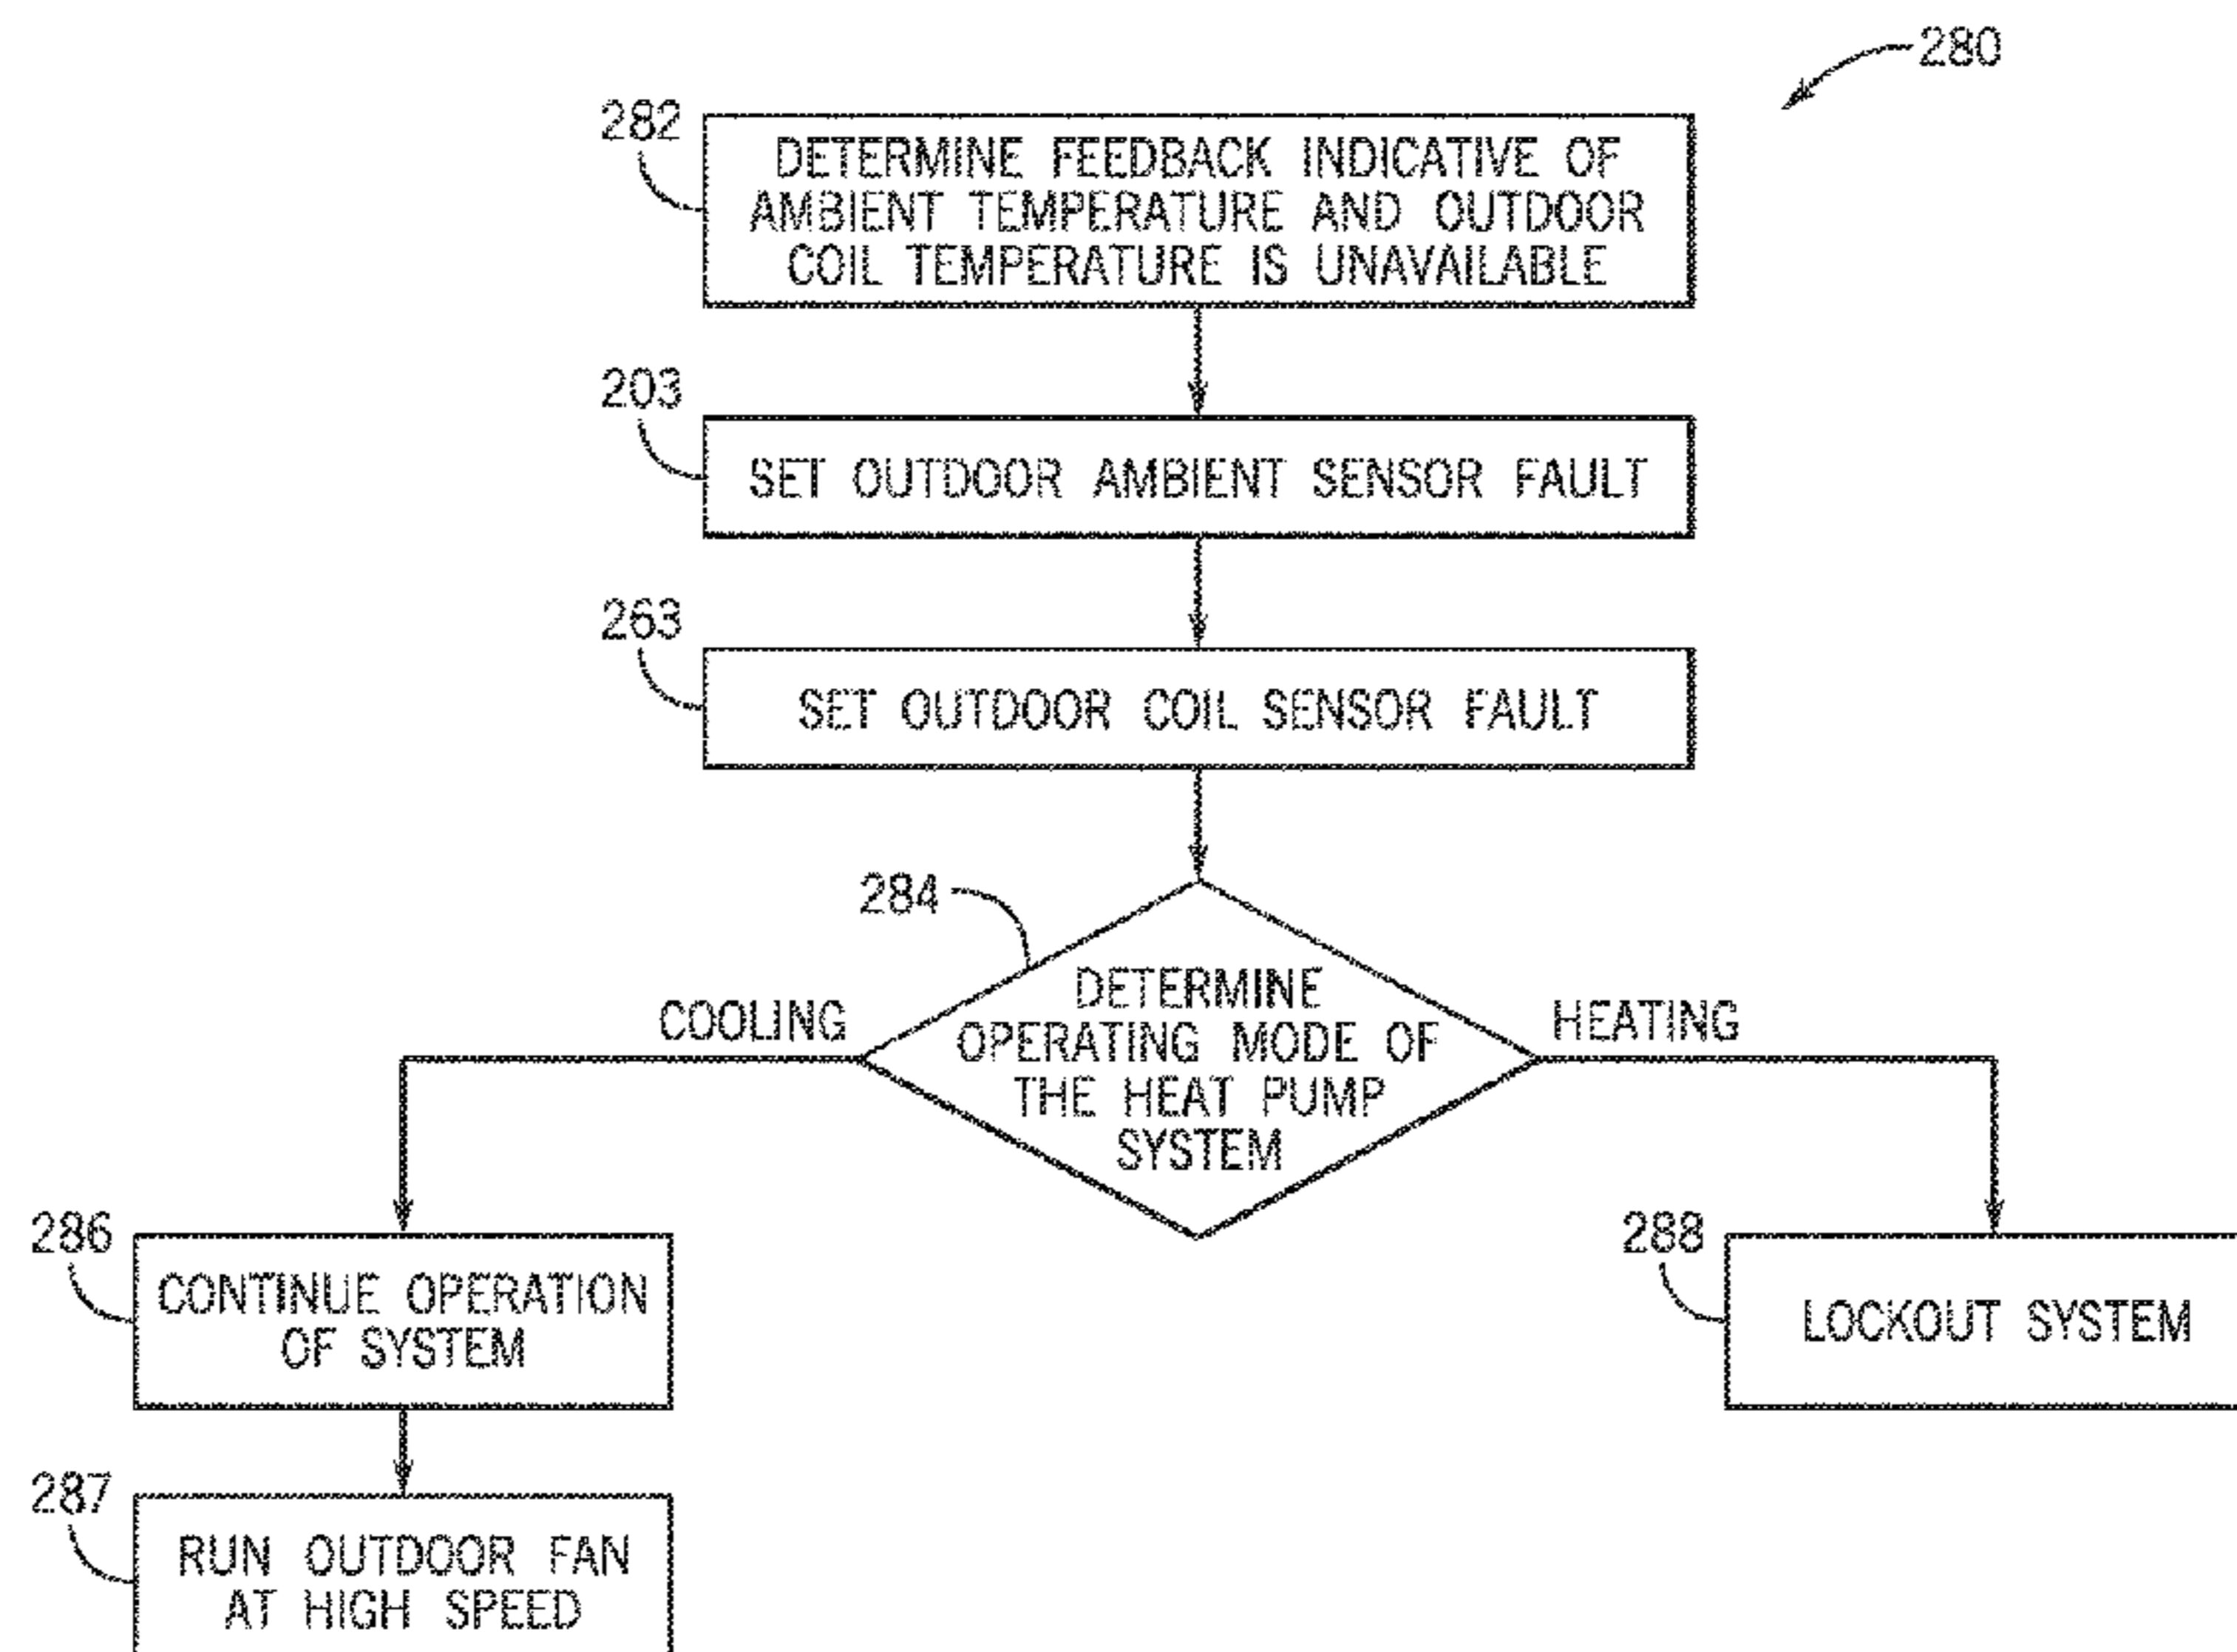 280
282
DETERMINE FEEDBACK INDICATIVE OF
AMBIENT TEMPERATURE AND OUTDOOR
COIL TEMPERATURE IS UNAVAILABLE
203
SET OUTDOOR AMBIENT SENSOR FAULT
263
SET OUTDOOR COIL SENSOR FAULT
284
DETERMINE
OPERATING MODE OF
THE HEAT PUMP
SYSTEM
COOLING
HEATING
286
CONTINUE OPERATION
OF SYSTEM
288
LOCKOUT SYSTEM
287
RUN OUTDOOR FAN
AT HIGH SPEED